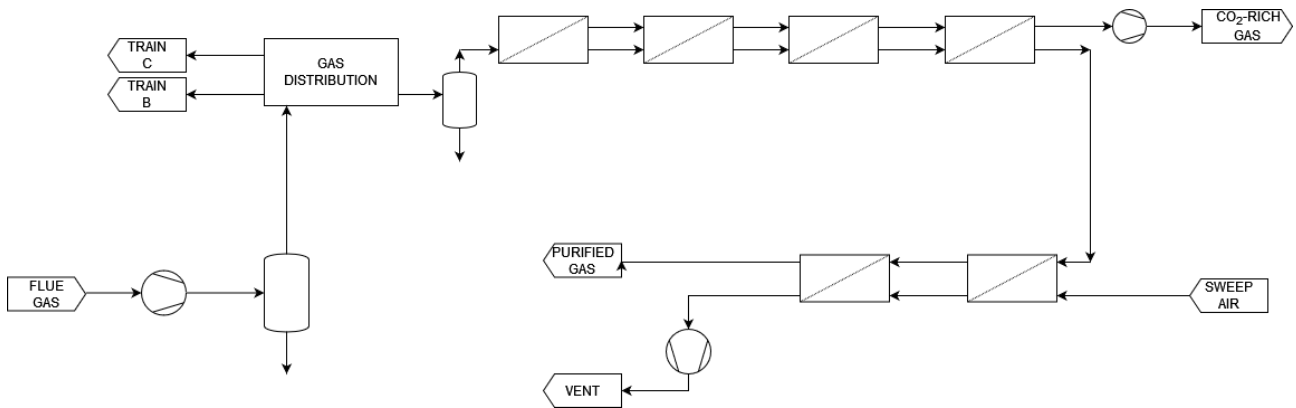 CO2-RICH
GAS
TRAIN
C
GAS
DISTRIBUTION
TRAIN
B
PURIFIED
GAS
FLUE
GAS
SWEEP
AIR
VENT